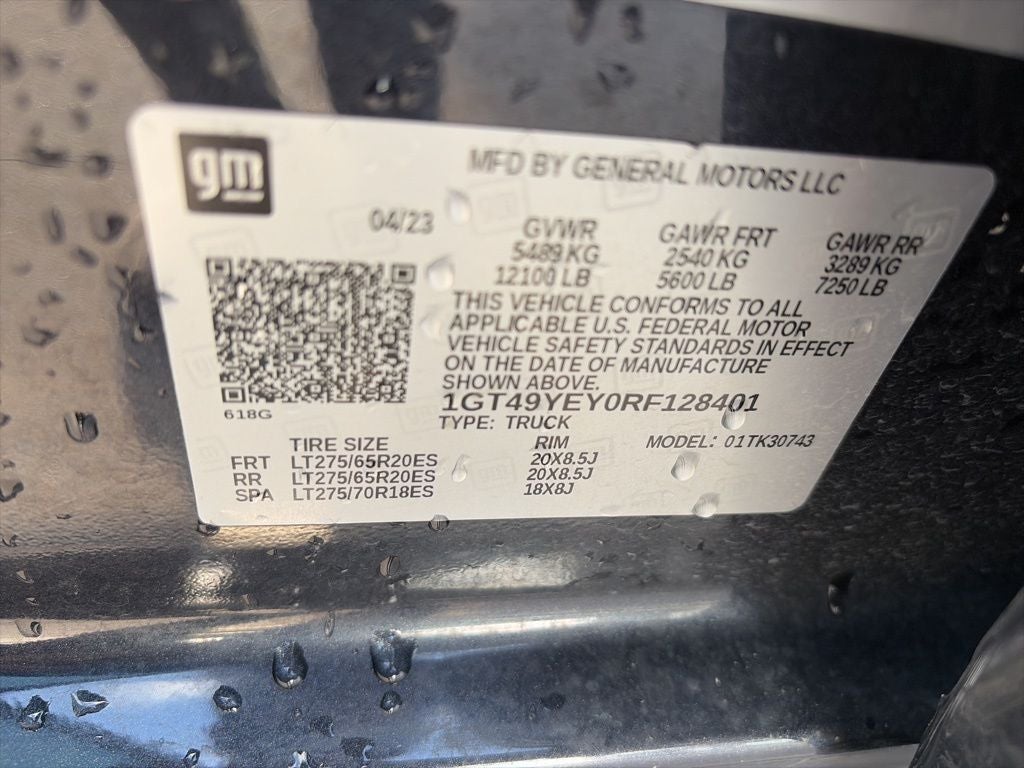 gm
MFD BY GENERAL MOTORS LLC
04/23
GVWR GAWR FRT GAWR RR
5489 KG 2540 KG 3289 KG
12100 LB 5600 LB 7250 LB
THIS VEHICLE CONFORMS TO ALL
APPLICABLE U.S. FEDERAL MOTOR
VEHICLE SAFETY STANDARDS IN EFFECT
ON THE DATE OF MANUFACTURE
SHOWN ABOVE.
1GT49YEY0RF128401
618G
TYPE: TRUCK
TIRE SIZE RIM MODEL: 01TK30743
FRT LT275/65R20ES 20X8.5J
RR LT275/65R20ES 20X8.5J
SPA LT275/70R18ES 18X8J